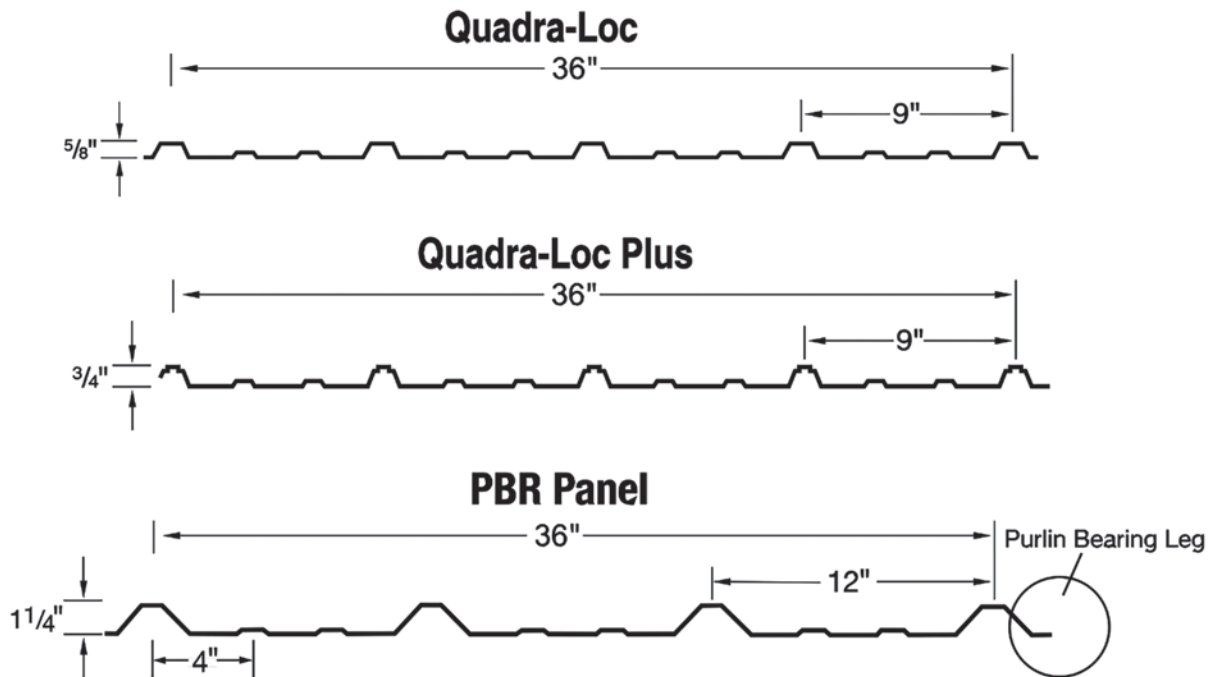 Quadra-Loc
36"
9"
5/8"
Quadra-Loc Plus
36"
9"
3/4"
PBR Panel
36"
Purlin Bearing Leg
12"
1 1/4"
4"